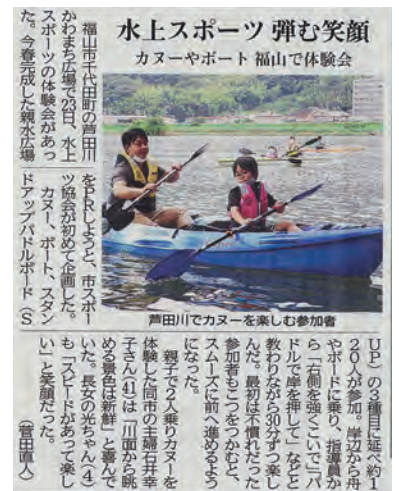 水上スポーツ 弾む笑顔
カヌーやボート 福山で体験会
福山市千代田町の芦田川
かわまち広場で23日、水上
スポーツの体験会があっ
た。今春完成した親水広場
をPRしようと、市スポー
ツ協会が初めて企画した。
カヌー、ボート、スタン
ドアップパドルボード（S
UP）の3種目に延べ約1
20人が参加。岸辺から舟
やボードに乗り、指導員か
ら「右側を強くこいで」「パ
ドルで岸を押して」などと
教わりながら30分ずつ楽し
んだ。最初は不慣れだった
参加者もこつをつかむと、
スムーズに前へ進めるよう
になった。
親子で2人乗りカヌーを
体験した同市の主婦石井幸
子さん(41)は「川面から眺
める景色は新鮮」と喜んで
いた。長女の光ちゃん(4)
も「スピードがあって楽し
い」と笑顔だった。
（菅田直人）
芦田川でカヌーを楽しむ参加者